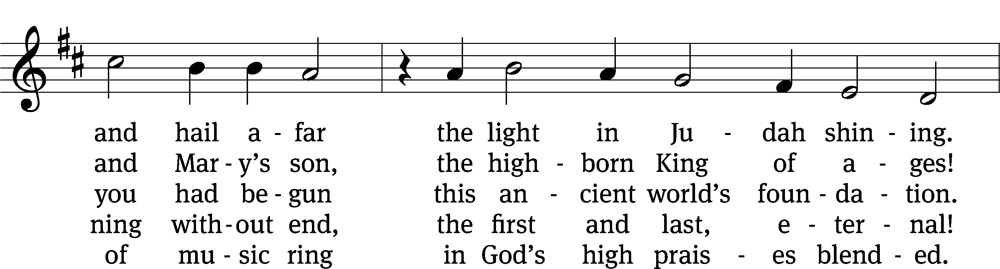 and hail a - far the light in Ju - dah shin - ing.
and Mar - y’s son, the high - born King of a - ges!
you had be - gun this an - cient world’s foun - da - tion.
ning with - out end, the first and last, e - ter - nal!
of mu - sic ring in God’s high prais - es blend - ed.